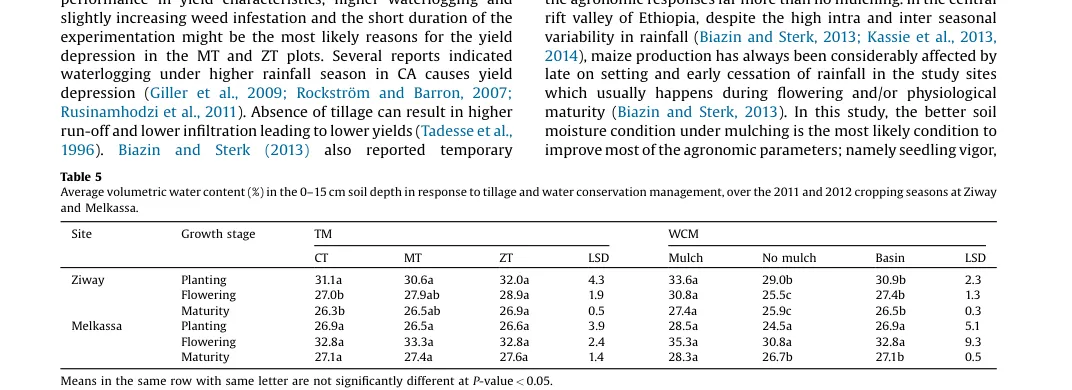 performance in yield characteristics, higher waterlogging and
slightly increasing weed infestation and the short duration of the
experimentation might be the most likely reasons for the yield
depression in the MT and ZT plots. Several reports indicated
waterlogging under higher rainfall season in CA causes yield
depression (Giller et al., 2009; Rockström and Barron, 2007;
Rusinamhodzi et al., 2011). Absence of tillage can result in higher
run-off and lower infiltration leading to lower yields (Tadesse et al.,
1996). Biazin and Sterk (2013) also reported temporary
the agronomic responses far more than no mulching. In the central
rift valley of Ethiopia, despite the high intra and inter seasonal
variability in rainfall (Biazin and Sterk, 2013; Kassie et al., 2013,
2014), maize production has always been considerably affected by
late on setting and early cessation of rainfall in the study sites
which usually happens during flowering and/or physiological
maturity (Biazin and Sterk, 2013). In this study, the better soil
moisture condition under mulching is the most likely condition to
improve most of the agronomic parameters; namely seedling vigor,
Table 5
Average volumetric water content (%) in the 0–15 cm soil depth in response to tillage and water conservation management, over the 2011 and 2012 cropping seasons at Ziway
and Melkassa.
Site Growth stage TM WCM
CT MT ZT LSD Mulch No mulch Basin LSD
Ziway Planting 31.1a 30.6a 32.0a 4.3 33.6a 29.0b 30.9b 2.3
Flowering 27.0b 27.9ab 28.9a 1.9 30.8a 25.5c 27.4b 1.3
Maturity 26.3b 26.5ab 26.9a 0.5 27.4a 25.9c 26.5b 0.3
Melkassa Planting 26.9a 26.5a 26.6a 3.9 28.5a 24.5a 26.9a 5.1
Flowering 32.8a 33.3a 32.8a 2.4 35.3a 30.8a 32.8a 9.3
Maturity 27.1a 27.4a 27.6a 1.4 28.3a 26.7b 27.1b 0.5
Means in the same row with same letter are not significantly different at P-value < 0.05.